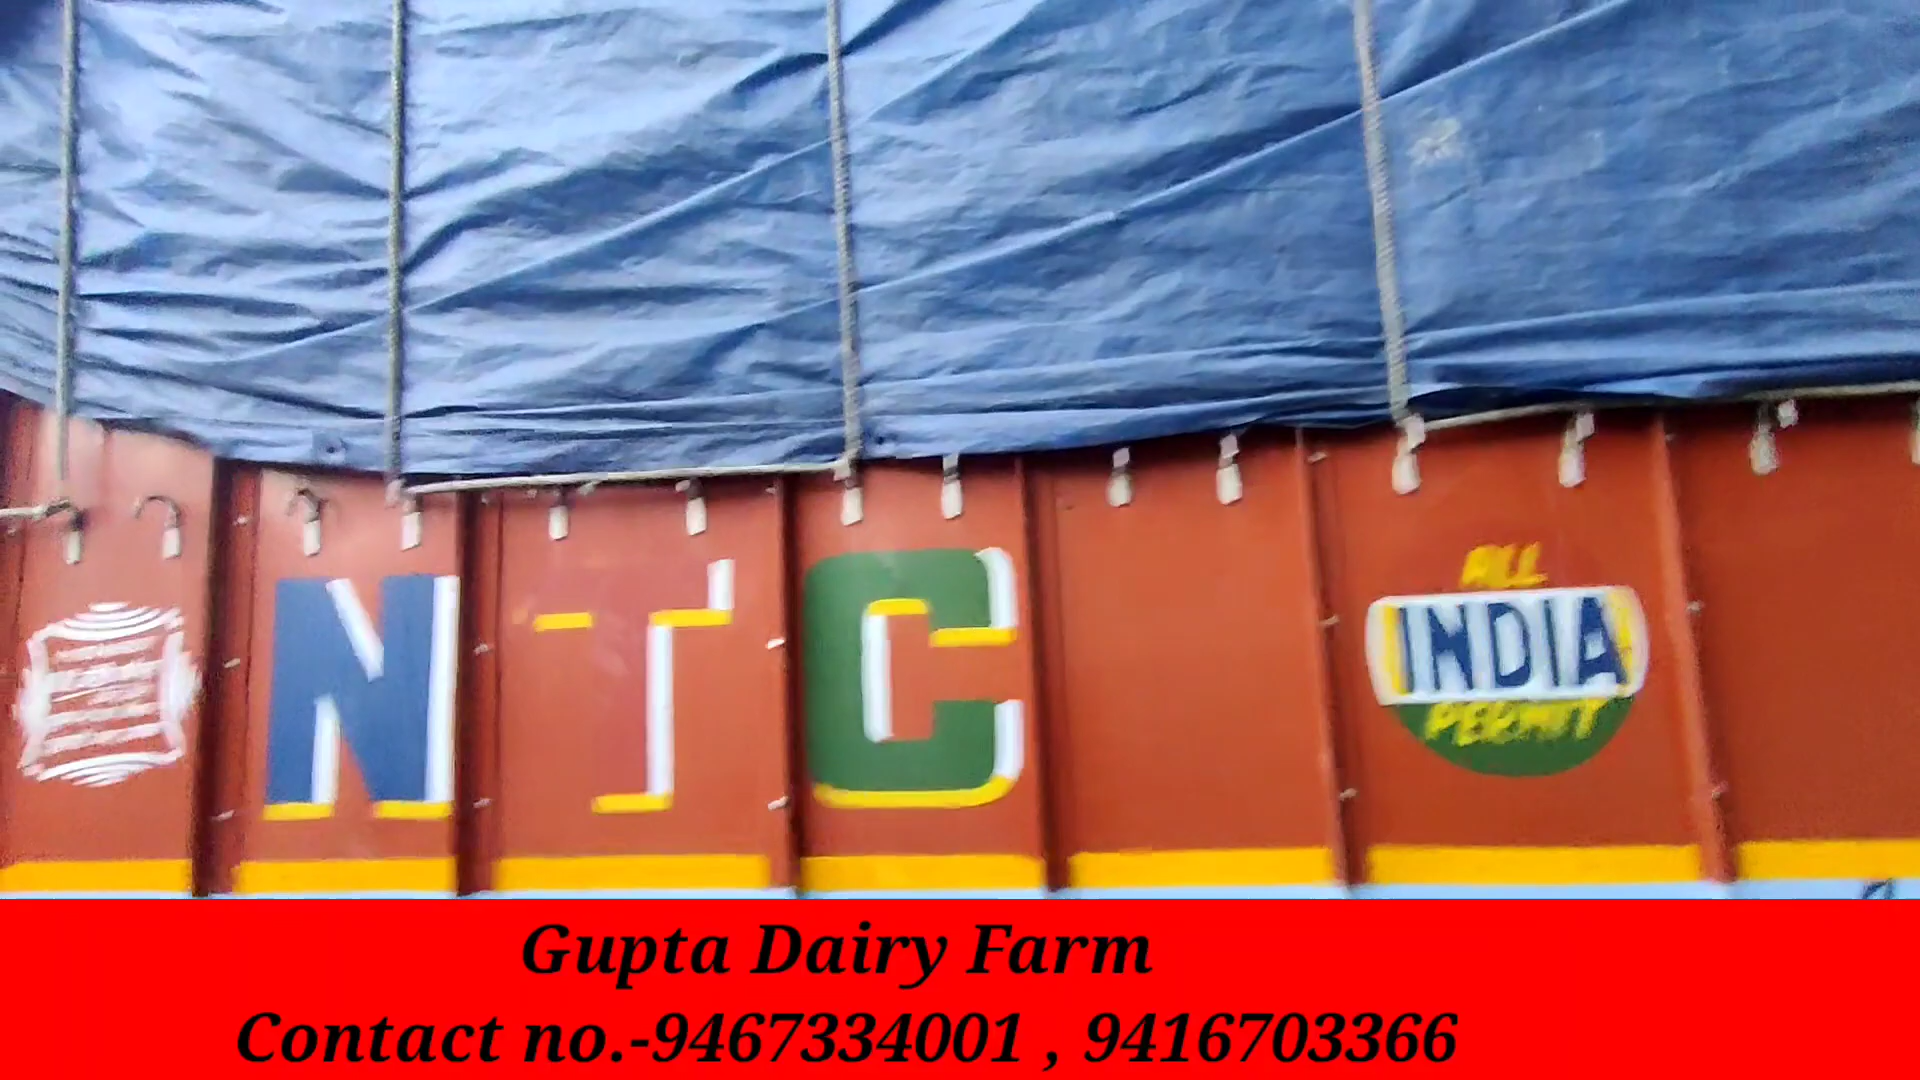 NTC
ALL
INDIA
PERMIT
Gupta Dairy Farm
Contact no.-9467334001 , 9416703366